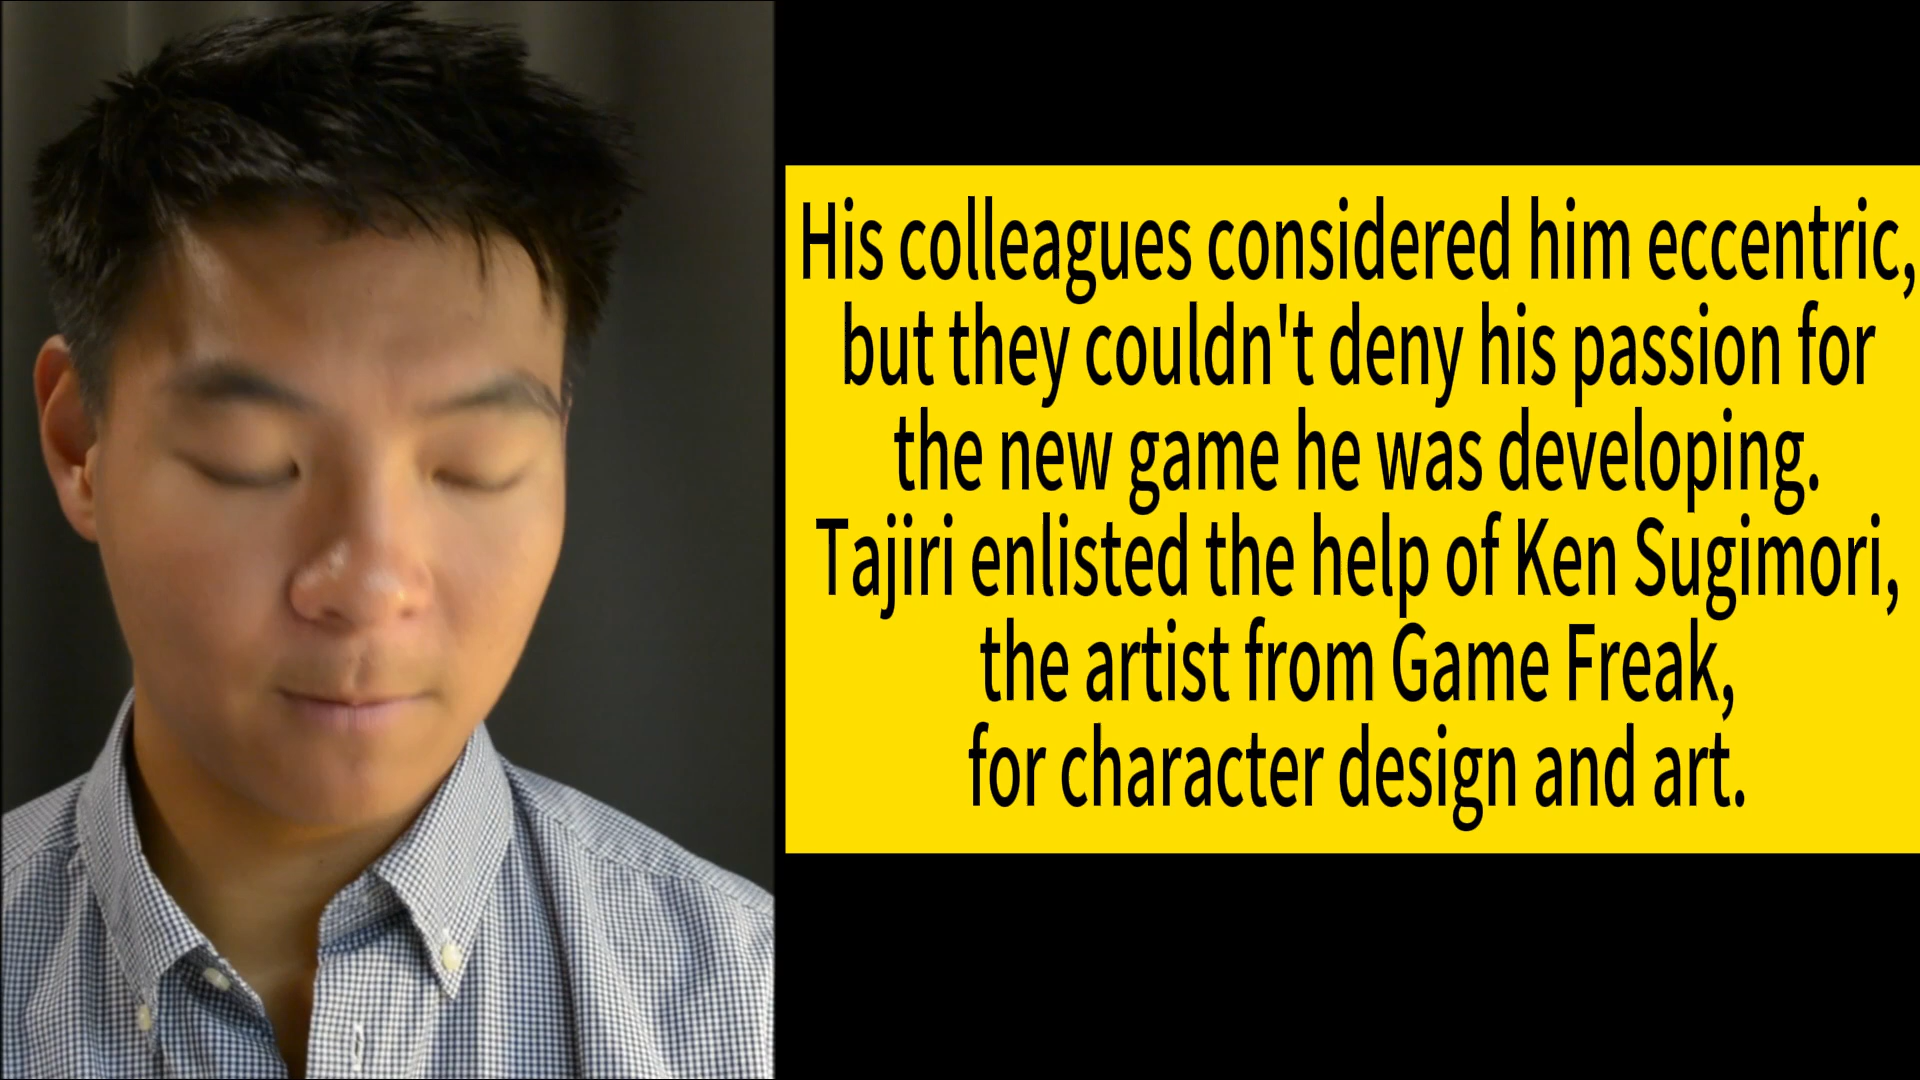 His colleagues considered him eccentric,
but they couldn't deny his passion for
the new game he was developing.
Tajiri enlisted the help of Ken Sugimori,
the artist from Game Freak,
for character design and art.